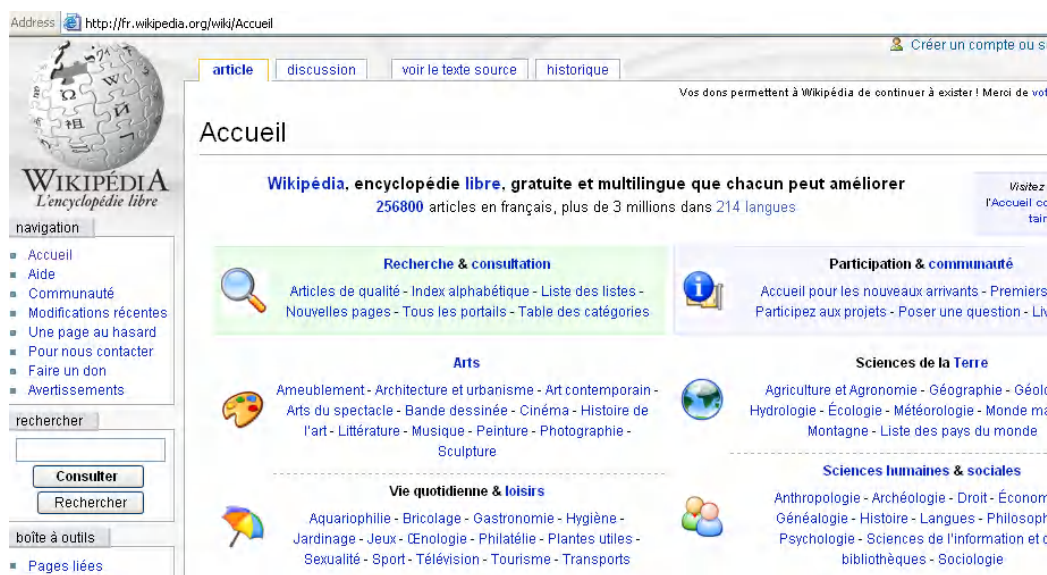 Address http://fr.wikipedia.org/wiki/Accueil
Créer un compte ou s
article discussion voir le texte source historique
Vos dons permettent à Wikipédia de continuer à exister ! Merci de vot
Accueil
WIKIPÉDIA
L'encyclopédie libre
navigation
Accueil
Aide
Communauté
Modifications récentes
Une page au hasard
Pour nous contacter
Faire un don
Avertissements
rechercher
Consulter
Rechercher
boîte à outils
Pages liées
Wikipédia, encyclopédie libre, gratuite et multilingue que chacun peut améliorer
256800 articles en français, plus de 3 millions dans 214 langues
Visitez
l'Accueil co
tair
Recherche & consultation
Articles de qualité - Index alphabétique - Liste des listes -
Nouvelles pages - Tous les portails - Table des catégories
Participation & communauté
Accueil pour les nouveaux arrivants - Premiers
Participez aux projets - Poser une question - Liv
Arts
Ameublement - Architecture et urbanisme - Art contemporain -
Arts du spectacle - Bande dessinée - Cinéma - Histoire de
l'art - Littérature - Musique - Peinture - Photographie -
Sculpture
Sciences de la Terre
Agriculture et Agronomie - Géographie - Géolo
Hydrologie - Écologie - Météorologie - Monde ma
Montagne - Liste des pays du monde
Vie quotidienne & loisirs
Aquariophilie - Bricolage - Gastronomie - Hygiène -
Jardinage - Jeux - Œnologie - Philatélie - Plantes utiles -
Sexualité - Sport - Télévision - Tourisme - Transports
Sciences humaines & sociales
Anthropologie - Archéologie - Droit - Économ
Généalogie - Histoire - Langues - Philosoph
Psychologie - Sciences de l'information et d
bibliothèques - Sociologie